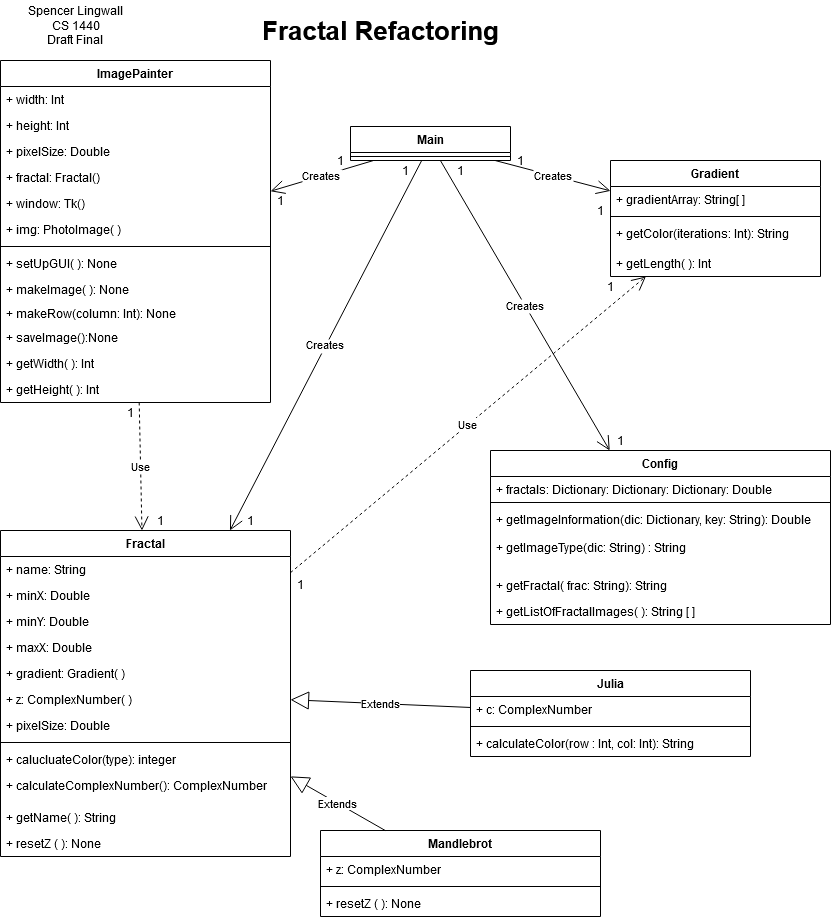 Spencer Lingwall
CS 1440
Draft Final
Fractal Refactoring
ImagePainter
+ width: Int
+ height: Int
+ pixelSize: Double
+ fractal: Fractal()
+ window: Tk()
+ img: PhotoImage( )
+ setUpGUI( ): None
+ makeImage( ): None
+ makeRow(column: Int): None
+ saveImage():None
+ getWidth( ): Int
+ getHeight( ): Int
Main
1
1
1
1
Creates
1
Creates
1
Gradient
+ gradientArray: String[ ]
+ getColor(iterations: Int): String
+ getLength( ): Int
1
Creates
Creates
1
Use
1
1
Use
1
1
Config
+ fractals: Dictionary: Dictionary: Dictionary: Double
+ getImageInformation(dic: Dictionary, key: String): Double
+ getImageType(dic: String) : String
+ getFractal( frac: String): String
+ getListOfFractalImages( ): String [ ]
Fractal
+ name: String
+ minX: Double
+ minY: Double
+ maxX: Double
+ gradient: Gradient( )
+ z: ComplexNumber( )
+ pixelSize: Double
+ calucluateColor(type): integer
+ calculateComplexNumber(): ComplexNumber
+ getName( ): String
+ resetZ ( ): None
1
Extends
Julia
+ c: ComplexNumber
+ calculateColor(row : Int, col: Int): String
Extends
Mandlebrot
+ z: ComplexNumber
+ resetZ ( ): None